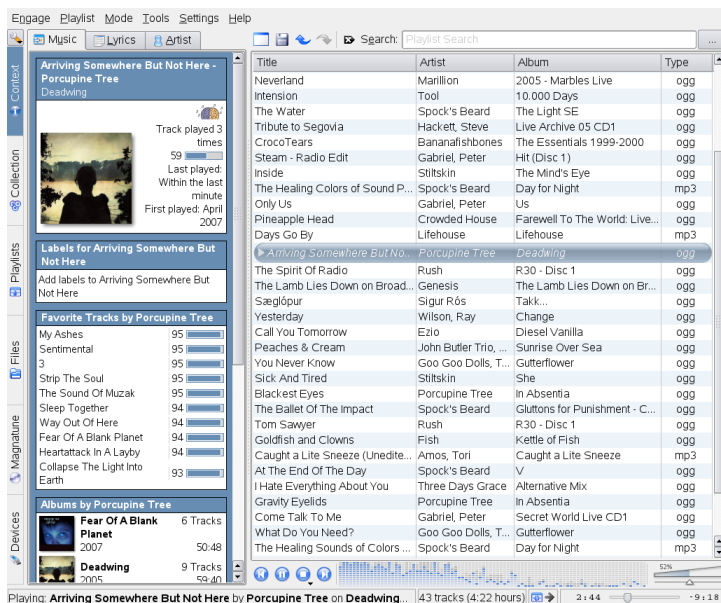 Engage Playlist Mode Tools Settings Help
Music Lyrics Artist
Search: Playlist Search ...
Context
Collection
Playlists
Files
Magnatune
Devices
Arriving Somewhere But Not Here -
Porcupine Tree
Deadwing
Track played 3
times
59
Last played:
Within the last
minute
First played: April
2007
Labels for Arriving Somewhere But
Not Here
Add labels to Arriving Somewhere But
Not Here
Favorite Tracks by Porcupine Tree
My Ashes 95
Sentimental 95
3 95
Strip The Soul 95
The Sound Of Muzak 95
Sleep Together 94
Way Out Of Here 94
Fear Of A Blank Planet 94
Heartattack In A Layby 94
Collapse The Light Into
Earth 93
Albums by Porcupine Tree
Fear Of A Blank 6 Tracks
Planet
2007 50:48
Deadwing 9 Tracks
2005 59:40
Title Artist Album Type
Neverland Marillion 2005 - Marbles Live ogg
Intension Tool 10.000 Days ogg
The Water Spock's Beard The Light SE ogg
Tribute to Segovia Hackett, Steve Live Archive 05 CD1 ogg
CrocoTears Bananafishbones The Essentials 1999-2000 ogg
Steam - Radio Edit Gabriel, Peter Hit (Disc 1) ogg
Inside Stiltskin The Mind's Eye ogg
The Healing Colors of Sound P... Spock's Beard Day for Night mp3
Only Us Gabriel, Peter Us ogg
Pineapple Head Crowded House Farewell To The World: Live... ogg
Days Go By Lifehouse Lifehouse mp3
Arriving Somewhere But No... Porcupine Tree Deadwing ogg
The Spirit Of Radio Rush R30 - Disc 1 ogg
The Lamb Lies Down on Broad... Genesis The Lamb Lies Down on Br... ogg
Sæglópur Sigur Rós Takk... ogg
Yesterday Wilson, Ray Change ogg
Call You Tomorrow Ezio Diesel Vanilla ogg
Peaches & Cream John Butler Trio, ... Sunrise Over Sea ogg
You Never Know Goo Goo Dolls, T... Gutterflower ogg
Sick And Tired Stiltskin She ogg
Blackest Eyes Porcupine Tree In Absentia ogg
The Ballet Of The Impact Spock's Beard Gluttons for Punishment - C... ogg
Tom Sawyer Rush R30 - Disc 1 ogg
Goldfish and Clowns Fish Kettle of Fish ogg
Caught a Lite Sneeze (Unedite... Amos, Tori Caught a Lite Sneeze mp3
At The End Of The Day Spock's Beard V ogg
I Hate Everything About You Three Days Grace Alternative Mix ogg
Gravity Eyelids Porcupine Tree In Absentia ogg
Come Talk To Me Gabriel, Peter Secret World Live CD1 ogg
What Do You Need? Goo Goo Dolls, T... Gutterflower ogg
The Healing Sounds of Colors ... Spock's Beard Day for Night mp3
52%
Playing: Arriving Somewhere But Not Here by Porcupine Tree on Deadwing... 43 tracks (4:22 hours) 2:44 -9:18